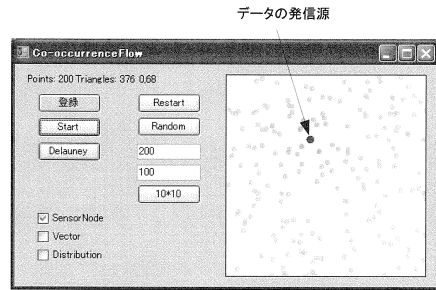 データの発信源
Co-occurrenceFlow
Points: 200 Triangles: 376 0.68
登録
Restart
Start
Random
Delauney
200
100
10*10
SensorNode
Vector
Distribution